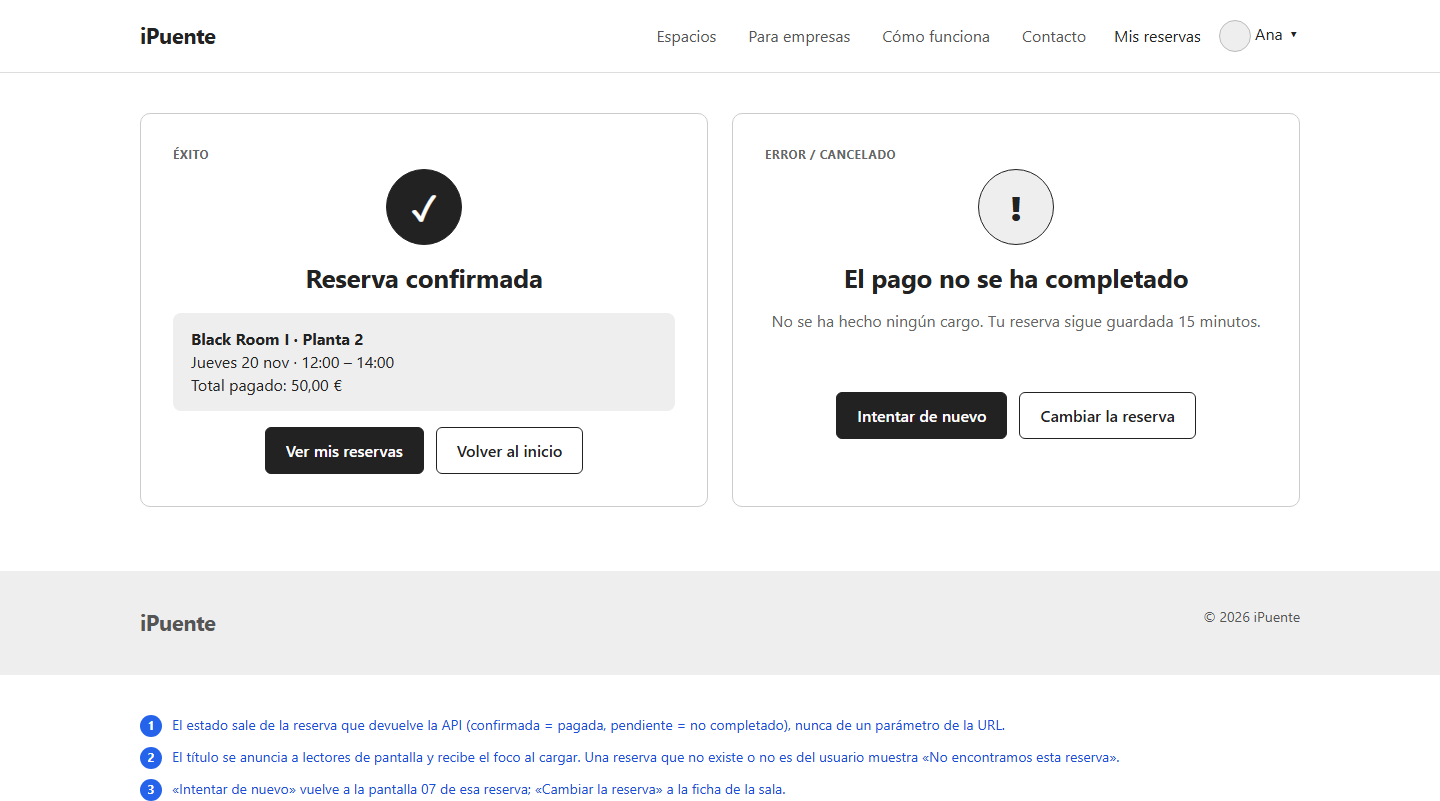 iPuente
Espacios
Para empresas
Cómo funciona
Contacto
Mis reservas
Ana ▼
ÉXITO
✓
Reserva confirmada
Black Room I · Planta 2
Jueves 20 nov · 12:00 – 14:00
Total pagado: 50,00 €
Ver mis reservas
Volver al inicio
ERROR / CANCELADO
!
El pago no se ha completado
No se ha hecho ningún cargo. Tu reserva sigue guardada 15 minutos.
Intentar de nuevo
Cambiar la reserva
iPuente
© 2026 iPuente
1 El estado sale de la reserva que devuelve la API (confirmada = pagada, pendiente = no completado), nunca de un parámetro de la URL.
2 El título se anuncia a lectores de pantalla y recibe el foco al cargar. Una reserva que no existe o no es del usuario muestra «No encontramos esta reserva».
3 «Intentar de nuevo» vuelve a la pantalla 07 de esa reserva; «Cambiar la reserva» a la ficha de la sala.